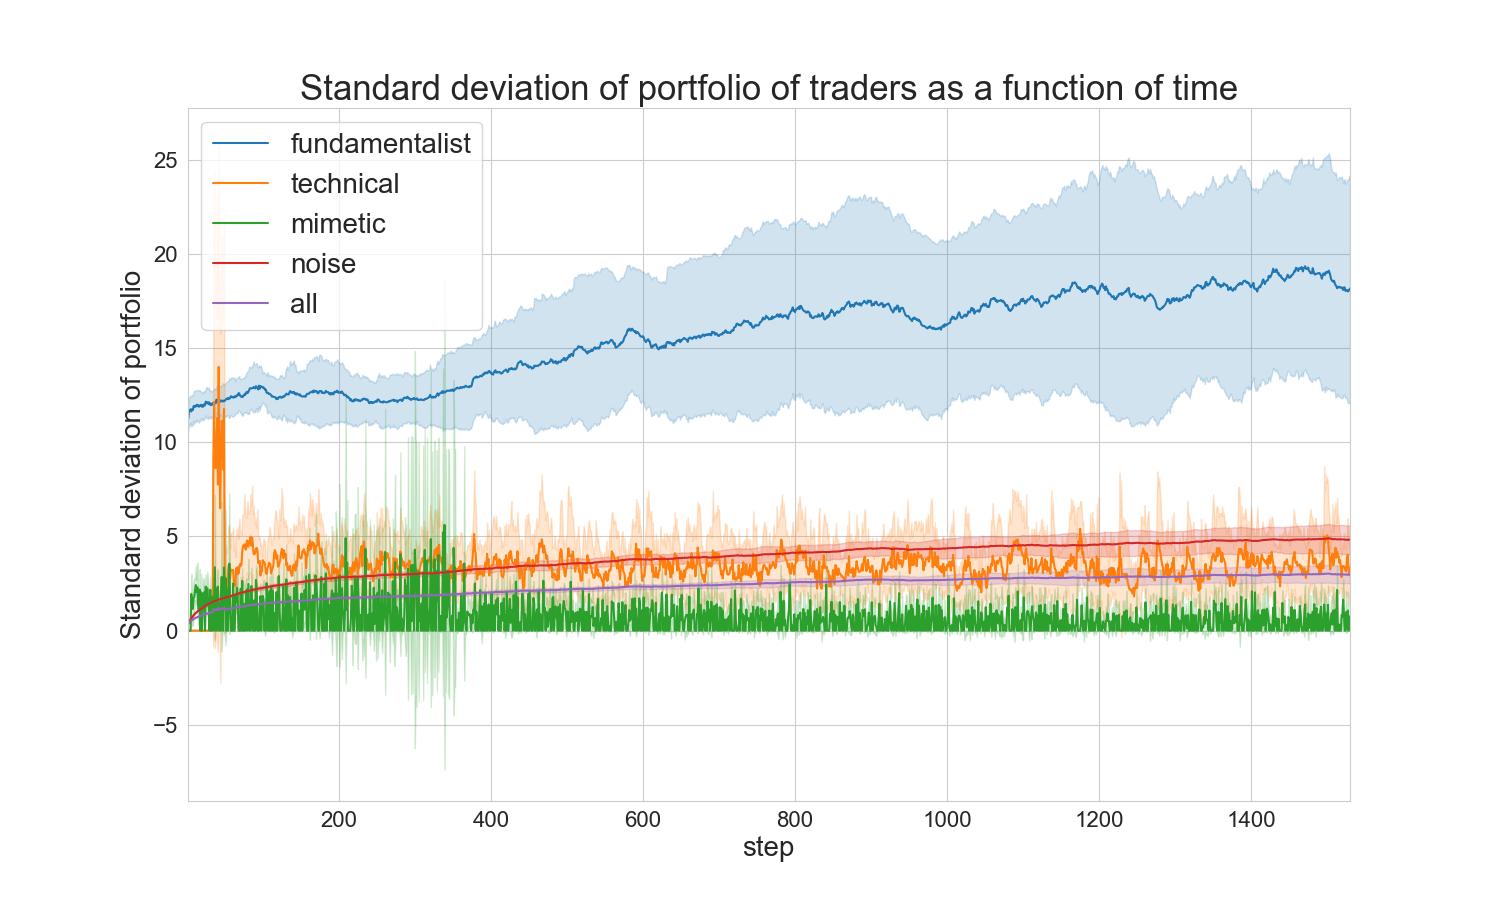 Standard deviation of portfolio of traders as a function of time
fundamentalist
technical
mimetic
noise
all
Standard deviation of portfolio
25
20
15
10
5
0
−5
200 400 600 800 1000 1200 1400
step